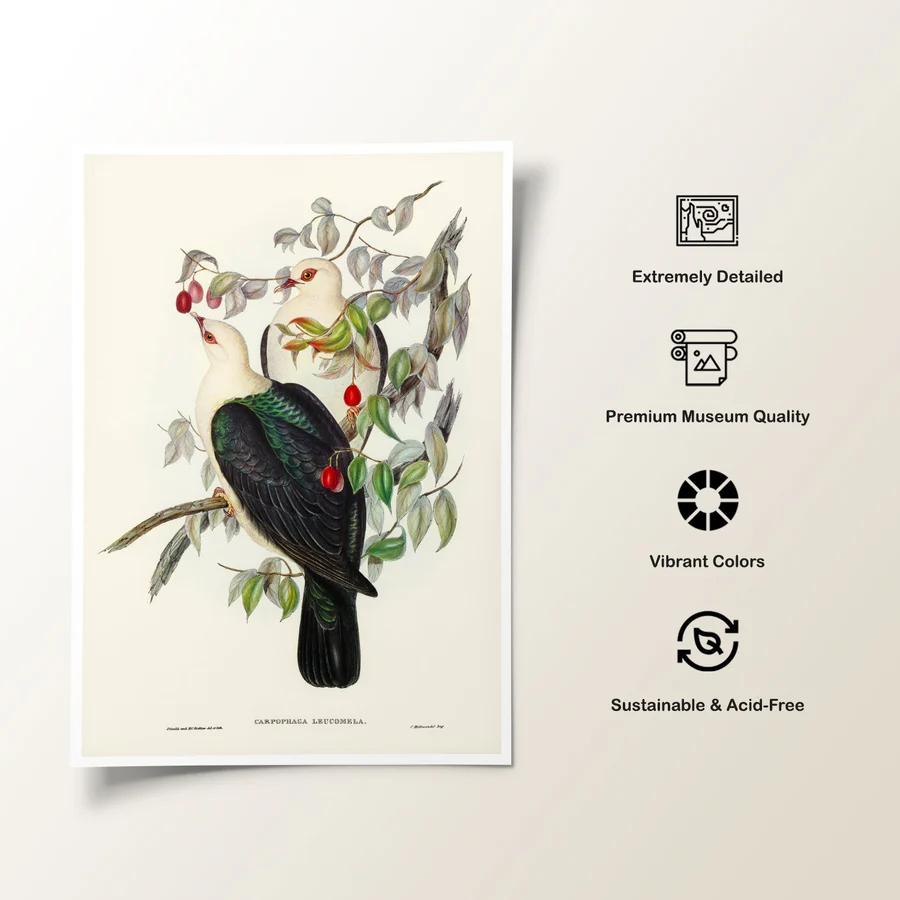 Extremely Detailed
Premium Museum Quality
Vibrant Colors
Sustainable & Acid-Free
CARPOPHAGA LEUCOMELA.